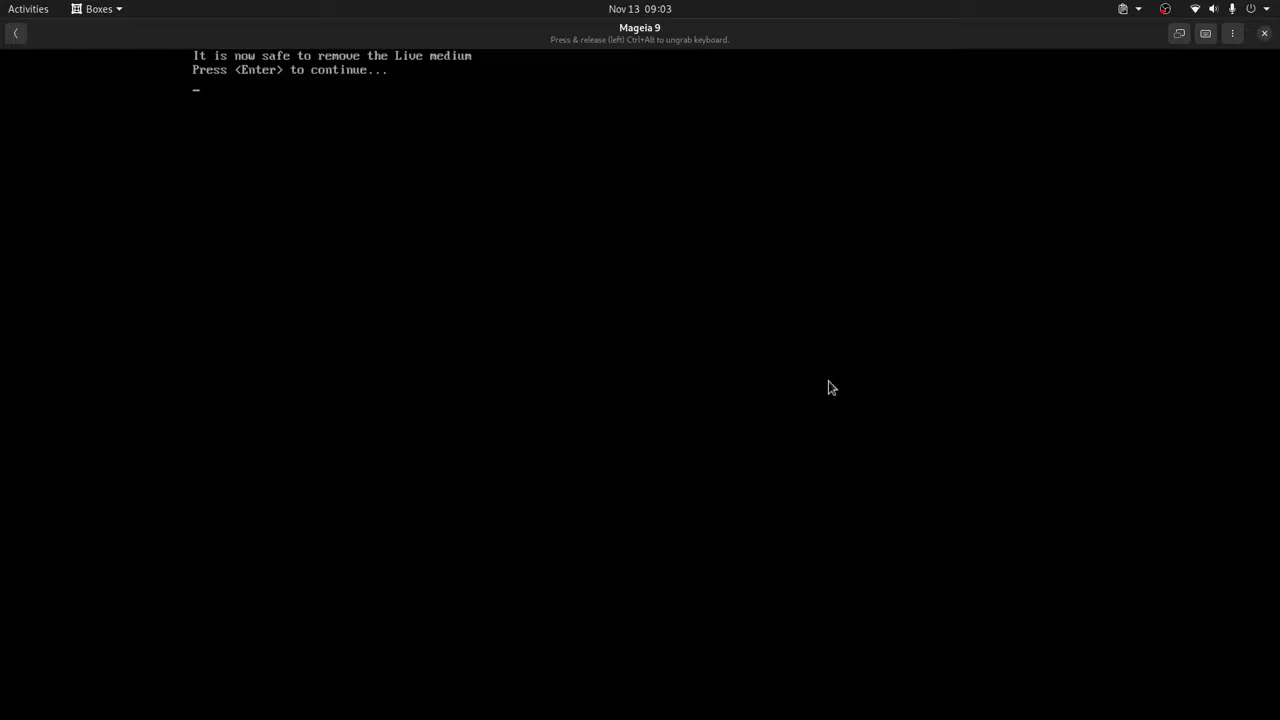 Activities
Boxes
Nov 13 09:03
Mageia 9
Press & release (left) Ctrl+Alt to ungrab keyboard.
It is now safe to remove the Live medium
Press <Enter> to continue...
_